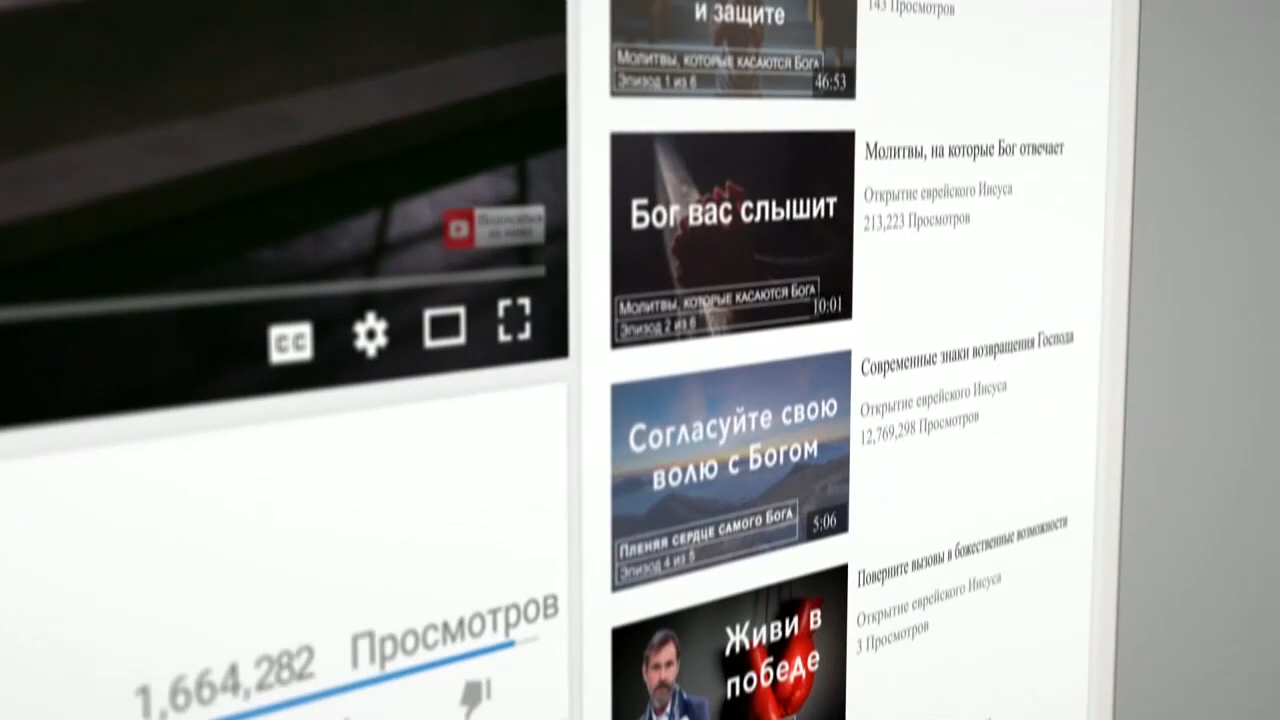 и защите
Молитвы, которые касаются Бога
Эпизод 1 из 6
46:53
143 Просмотров
Бог вас слышит
Молитвы, которые касаются Бога
Эпизод 2 из 6
10:01
Молитвы, на которые Бог отвечает
Открытие еврейского Иисуса
213,223 Просмотров
Согласуйте свою
волю с Богом
Пленяя сердце самого Бога
Эпизод 4 из 5
5:06
Современные знаки возвращения Господа
Открытие еврейского Иисуса
12,769,298 Просмотров
Живи в
победе
Поверните вызовы в божественные возможности
Открытие еврейского Иисуса
3 Просмотров
CC
1,664,282 Просмотров